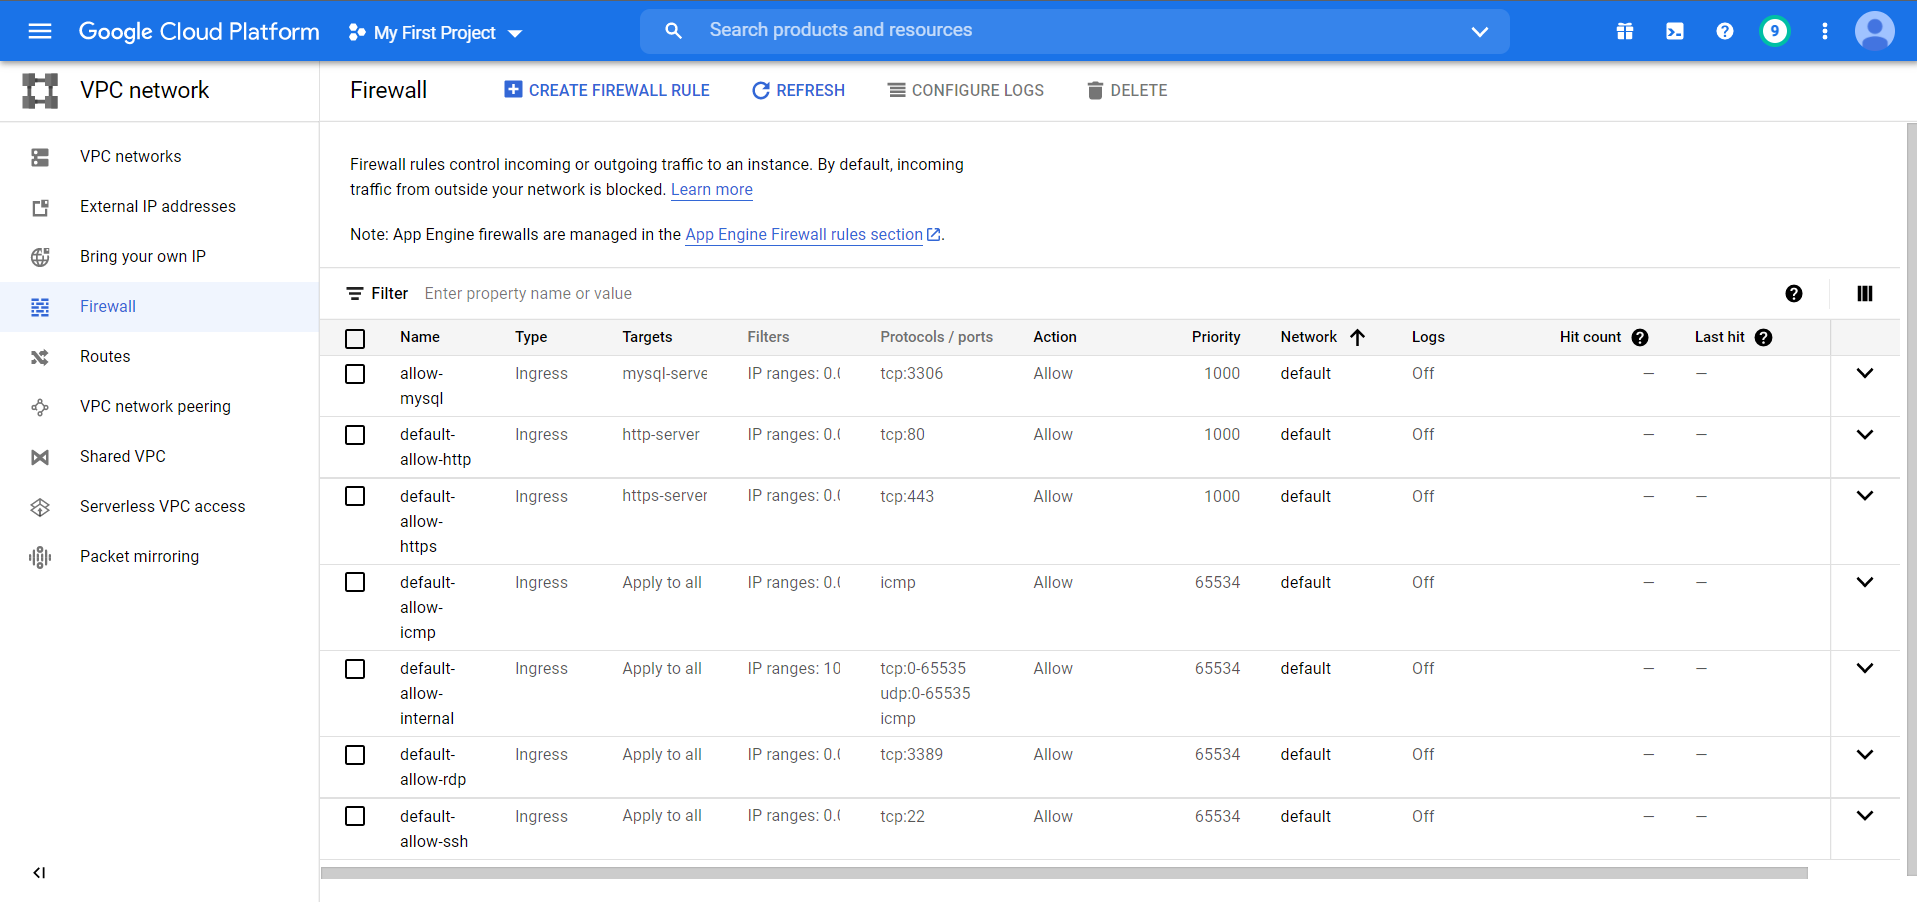 Google Cloud Platform
My First Project
Search products and resources
9
VPC network
Firewall
CREATE FIREWALL RULE
REFRESH
CONFIGURE LOGS
DELETE
VPC networks
External IP addresses
Bring your own IP
Firewall
Routes
VPC network peering
Shared VPC
Serverless VPC access
Packet mirroring
Firewall rules control incoming or outgoing traffic to an instance. By default, incoming
traffic from outside your network is blocked. Learn more
Note: App Engine firewalls are managed in the App Engine Firewall rules section.
Filter Enter property name or value
Name Type Targets Filters Protocols / ports Action Priority Network Logs Hit count Last hit
allow- Ingress mysql-serve IP ranges: 0.0 tcp:3306 Allow 1000 default Off — —
mysql
default- Ingress http-server IP ranges: 0.0 tcp:80 Allow 1000 default Off — —
allow-http
default- Ingress https-server IP ranges: 0.0 tcp:443 Allow 1000 default Off — —
allow-
https
default- Ingress Apply to all IP ranges: 0.0 icmp Allow 65534 default Off — —
allow-
icmp
default- Ingress Apply to all IP ranges: 10 tcp:0-65535 Allow 65534 default Off — —
allow- udp:0-65535
internal icmp
default- Ingress Apply to all IP ranges: 0.0 tcp:3389 Allow 65534 default Off — —
allow-rdp
default- Ingress Apply to all IP ranges: 0.0 tcp:22 Allow 65534 default Off — —
allow-ssh